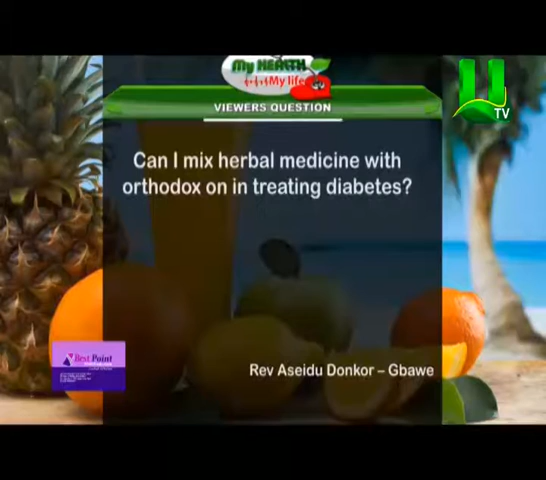 My HEALTH
My life
U
TV
VIEWERS QUESTION
Can I mix herbal medicine with
orthodox on in treating diabetes?
Best Point
Rev Aseidu Donkor – Gbawe